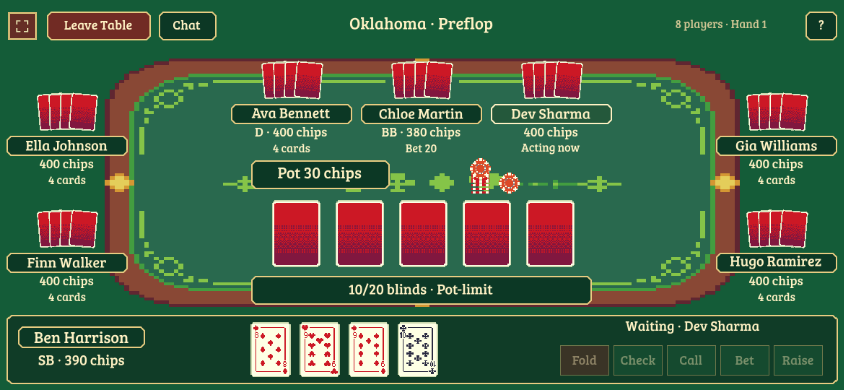 Leave Table
Chat
Oklahoma · Preflop
8 players · Hand 1
?
Ava Bennett
D · 400 chips
4 cards
Chloe Martin
BB · 380 chips
Bet 20
Dev Sharma
400 chips
Acting now
Ella Johnson
400 chips
4 cards
Gia Williams
400 chips
4 cards
Pot 30 chips
Finn Walker
400 chips
4 cards
Hugo Ramirez
400 chips
4 cards
10/20 blinds · Pot-limit
Ben Harrison
SB · 390 chips
Waiting · Dev Sharma
Fold
Check
Call
Bet
Raise